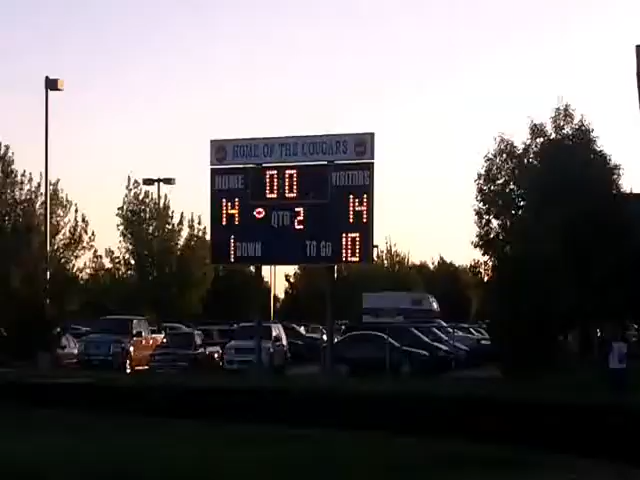 HOME OF THE COUGARS
HOME 00 VISITORS
14 QTR 2 14
1 DOWN TO GO 10